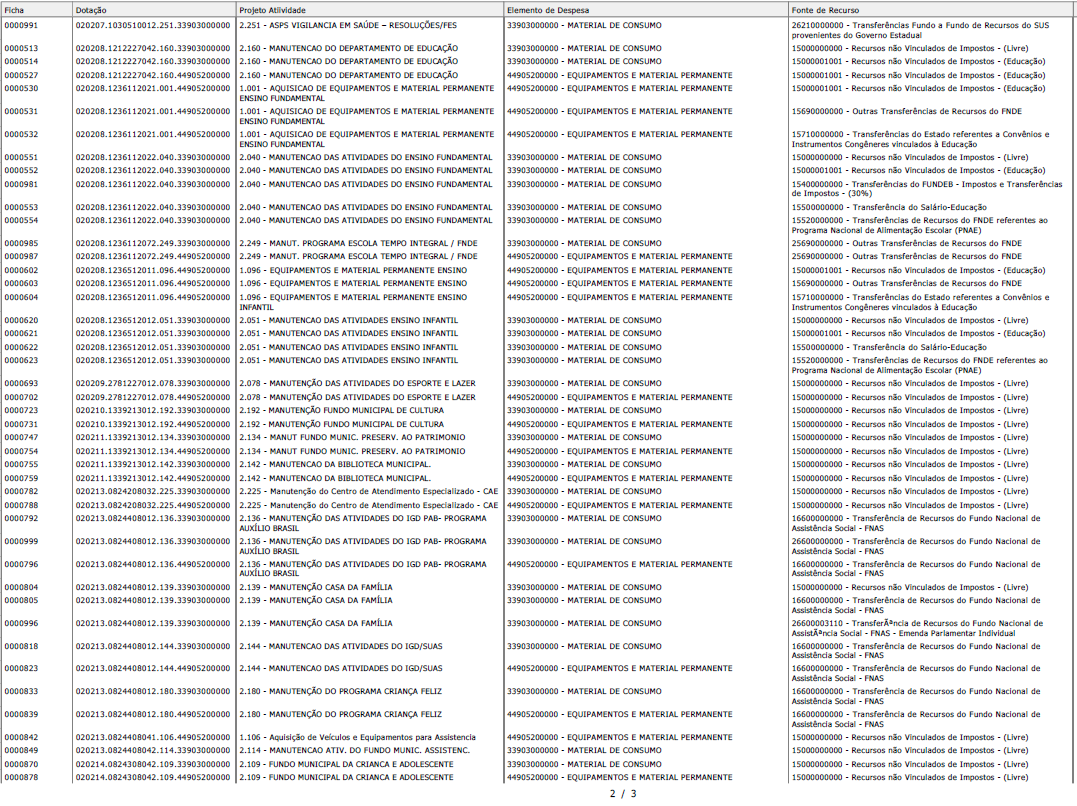 Ficha Dotação Projeto Atividade Elemento de Despesa Fonte de Recurso
0000991 020207.1030510012.251.33903000000 2.251 - ASPS VIGILANCIA EM SAÚDE – RESOLUÇÕES/FES 33903000000 - MATERIAL DE CONSUMO 26210000000 - Transferências Fundo a Fundo de Recursos do SUS
provenientes do Governo Estadual
0000513 020208.1212227042.160.33903000000 2.160 - MANUTENCAO DO DEPARTAMENTO DE EDUCAÇÃO 33903000000 - MATERIAL DE CONSUMO 15000000000 - Recursos não Vinculados de Impostos - (Livre)
0000514 020208.1212227042.160.33903000000 2.160 - MANUTENCAO DO DEPARTAMENTO DE EDUCAÇÃO 33903000000 - MATERIAL DE CONSUMO 15000001001 - Recursos não Vinculados de Impostos - (Educação)
0000527 020208.1212227042.160.44905200000 2.160 - MANUTENCAO DO DEPARTAMENTO DE EDUCAÇÃO 44905200000 - EQUIPAMENTOS E MATERIAL PERMANENTE 15000001001 - Recursos não Vinculados de Impostos - (Educação)
0000530 020208.1236112021.001.44905200000 1.001 - AQUISICAO DE EQUIPAMENTOS E MATERIAL PERMANENTE 44905200000 - EQUIPAMENTOS E MATERIAL PERMANENTE 15000001001 - Recursos não Vinculados de Impostos - (Educação)
ENSINO FUNDAMENTAL
0000531 020208.1236112021.001.44905200000 1.001 - AQUISICAO DE EQUIPAMENTOS E MATERIAL PERMANENTE 44905200000 - EQUIPAMENTOS E MATERIAL PERMANENTE 15690000000 - Outras Transferências de Recursos do FNDE
ENSINO FUNDAMENTAL
0000532 020208.1236112021.001.44905200000 1.001 - AQUISICAO DE EQUIPAMENTOS E MATERIAL PERMANENTE 44905200000 - EQUIPAMENTOS E MATERIAL PERMANENTE 15710000000 - Transferências do Estado referentes a Convênios e
ENSINO FUNDAMENTAL Instrumentos Congêneres vinculados à Educação
0000551 020208.1236112022.040.33903000000 2.040 - MANUTENCAO DAS ATIVIDADES DO ENSINO FUNDAMENTAL 33903000000 - MATERIAL DE CONSUMO 15000000000 - Recursos não Vinculados de Impostos - (Livre)
0000552 020208.1236112022.040.33903000000 2.040 - MANUTENCAO DAS ATIVIDADES DO ENSINO FUNDAMENTAL 33903000000 - MATERIAL DE CONSUMO 15000001001 - Recursos não Vinculados de Impostos - (Educação)
0000981 020208.1236112022.040.33903000000 2.040 - MANUTENCAO DAS ATIVIDADES DO ENSINO FUNDAMENTAL 33903000000 - MATERIAL DE CONSUMO 15400000000 - Transferências do FUNDEB - Impostos e Transferências
de Impostos - (30%)
0000553 020208.1236112022.040.33903000000 2.040 - MANUTENCAO DAS ATIVIDADES DO ENSINO FUNDAMENTAL 33903000000 - MATERIAL DE CONSUMO 15500000000 - Transferência do Salário-Educação
0000554 020208.1236112022.040.33903000000 2.040 - MANUTENCAO DAS ATIVIDADES DO ENSINO FUNDAMENTAL 33903000000 - MATERIAL DE CONSUMO 15520000000 - Transferências de Recursos do FNDE referentes ao
Programa Nacional de Alimentação Escolar (PNAE)
0000985 020208.1236112072.249.33903000000 2.249 - MANUT. PROGRAMA ESCOLA TEMPO INTEGRAL / FNDE 33903000000 - MATERIAL DE CONSUMO 25690000000 - Outras Transferências de Recursos do FNDE
0000987 020208.1236112072.249.44905200000 2.249 - MANUT. PROGRAMA ESCOLA TEMPO INTEGRAL / FNDE 44905200000 - EQUIPAMENTOS E MATERIAL PERMANENTE 25690000000 - Outras Transferências de Recursos do FNDE
0000602 020208.1236512011.096.44905200000 1.096 - EQUIPAMENTOS E MATERIAL PERMANENTE ENSINO 44905200000 - EQUIPAMENTOS E MATERIAL PERMANENTE 15000001001 - Recursos não Vinculados de Impostos - (Educação)
0000603 020208.1236512011.096.44905200000 1.096 - EQUIPAMENTOS E MATERIAL PERMANENTE ENSINO 44905200000 - EQUIPAMENTOS E MATERIAL PERMANENTE 15690000000 - Outras Transferências de Recursos do FNDE
0000604 020208.1236512011.096.44905200000 1.096 - EQUIPAMENTOS E MATERIAL PERMANENTE ENSINO 44905200000 - EQUIPAMENTOS E MATERIAL PERMANENTE 15710000000 - Transferências do Estado referentes a Convênios e
INFANTIL Instrumentos Congêneres vinculados à Educação
0000620 020208.1236512012.051.33903000000 2.051 - MANUTENCAO DAS ATIVIDADES ENSINO INFANTIL 33903000000 - MATERIAL DE CONSUMO 15000000000 - Recursos não Vinculados de Impostos - (Livre)
0000621 020208.1236512012.051.33903000000 2.051 - MANUTENCAO DAS ATIVIDADES ENSINO INFANTIL 33903000000 - MATERIAL DE CONSUMO 15000001001 - Recursos não Vinculados de Impostos - (Educação)
0000622 020208.1236512012.051.33903000000 2.051 - MANUTENCAO DAS ATIVIDADES ENSINO INFANTIL 33903000000 - MATERIAL DE CONSUMO 15500000000 - Transferência do Salário-Educação
0000623 020208.1236512012.051.33903000000 2.051 - MANUTENCAO DAS ATIVIDADES ENSINO INFANTIL 33903000000 - MATERIAL DE CONSUMO 15520000000 - Transferências de Recursos do FNDE referentes ao
Programa Nacional de Alimentação Escolar (PNAE)
0000693 020209.2781227012.078.33903000000 2.078 - MANUTENÇÃO DAS ATIVIDADES DO ESPORTE E LAZER 33903000000 - MATERIAL DE CONSUMO 15000000000 - Recursos não Vinculados de Impostos - (Livre)
0000702 020209.2781227012.078.44905200000 2.078 - MANUTENÇÃO DAS ATIVIDADES DO ESPORTE E LAZER 44905200000 - EQUIPAMENTOS E MATERIAL PERMANENTE 15000000000 - Recursos não Vinculados de Impostos - (Livre)
0000723 020210.1339213012.192.33903000000 2.192 - MANUTENÇÃO FUNDO MUNICIPAL DE CULTURA 33903000000 - MATERIAL DE CONSUMO 15000000000 - Recursos não Vinculados de Impostos - (Livre)
0000731 020210.1339213012.192.44905200000 2.192 - MANUTENÇÃO FUNDO MUNICIPAL DE CULTURA 44905200000 - EQUIPAMENTOS E MATERIAL PERMANENTE 15000000000 - Recursos não Vinculados de Impostos - (Livre)
0000747 020211.1339213012.134.33903000000 2.134 - MANUT FUNDO MUNIC. PRESERV. AO PATRIMONIO 33903000000 - MATERIAL DE CONSUMO 15000000000 - Recursos não Vinculados de Impostos - (Livre)
0000754 020211.1339213012.134.44905200000 2.134 - MANUT FUNDO MUNIC. PRESERV. AO PATRIMONIO 44905200000 - EQUIPAMENTOS E MATERIAL PERMANENTE 15000000000 - Recursos não Vinculados de Impostos - (Livre)
0000755 020211.1339213012.142.33903000000 2.142 - MANUTENCAO DA BIBLIOTECA MUNICIPAL. 33903000000 - MATERIAL DE CONSUMO 15000000000 - Recursos não Vinculados de Impostos - (Livre)
0000759 020211.1339213012.142.44905200000 2.142 - MANUTENCAO DA BIBLIOTECA MUNICIPAL. 44905200000 - EQUIPAMENTOS E MATERIAL PERMANENTE 15000000000 - Recursos não Vinculados de Impostos - (Livre)
0000782 020213.0824208032.225.33903000000 2.225 - Manutenção do Centro de Atendimento Especializado - CAE 33903000000 - MATERIAL DE CONSUMO 15000000000 - Recursos não Vinculados de Impostos - (Livre)
0000788 020213.0824208032.225.44905200000 2.225 - Manutenção do Centro de Atendimento Especializado - CAE 44905200000 - EQUIPAMENTOS E MATERIAL PERMANENTE 15000000000 - Recursos não Vinculados de Impostos - (Livre)
0000792 020213.0824408012.136.33903000000 2.136 - MANUTENÇÃO DAS ATIVIDADES DO IGD PAB- PROGRAMA 33903000000 - MATERIAL DE CONSUMO 16600000000 - Transferência de Recursos do Fundo Nacional de
AUXÍLIO BRASIL Assistência Social - FNAS
0000999 020213.0824408012.136.33903000000 2.136 - MANUTENÇÃO DAS ATIVIDADES DO IGD PAB- PROGRAMA 33903000000 - MATERIAL DE CONSUMO 26600000000 - Transferência de Recursos do Fundo Nacional de
AUXÍLIO BRASIL Assistência Social - FNAS
0000796 020213.0824408012.136.44905200000 2.136 - MANUTENÇÃO DAS ATIVIDADES DO IGD PAB- PROGRAMA 44905200000 - EQUIPAMENTOS E MATERIAL PERMANENTE 16600000000 - Transferência de Recursos do Fundo Nacional de
AUXÍLIO BRASIL Assistência Social - FNAS
0000804 020213.0824408012.139.33903000000 2.139 - MANUTENÇÃO CASA DA FAMÍLIA 33903000000 - MATERIAL DE CONSUMO 15000000000 - Recursos não Vinculados de Impostos - (Livre)
0000805 020213.0824408012.139.33903000000 2.139 - MANUTENÇÃO CASA DA FAMÍLIA 33903000000 - MATERIAL DE CONSUMO 16600000000 - Transferência de Recursos do Fundo Nacional de
Assistência Social - FNAS
0000996 020213.0824408012.139.33903000000 2.139 - MANUTENÇÃO CASA DA FAMÍLIA 33903000000 - MATERIAL DE CONSUMO 26600003110 - TransferÃªncia de Recursos do Fundo Nacional de
AssistÃªncia Social - FNAS - Emenda Parlamentar Individual
0000818 020213.0824408012.144.33903000000 2.144 - MANUTENCAO DAS ATIVIDADES DO IGD/SUAS 33903000000 - MATERIAL DE CONSUMO 16600000000 - Transferência de Recursos do Fundo Nacional de
Assistência Social - FNAS
0000823 020213.0824408012.144.44905200000 2.144 - MANUTENCAO DAS ATIVIDADES DO IGD/SUAS 44905200000 - EQUIPAMENTOS E MATERIAL PERMANENTE 16600000000 - Transferência de Recursos do Fundo Nacional de
Assistência Social - FNAS
0000833 020213.0824408012.180.33903000000 2.180 - MANUTENÇÃO DO PROGRAMA CRIANÇA FELIZ 33903000000 - MATERIAL DE CONSUMO 16600000000 - Transferência de Recursos do Fundo Nacional de
Assistência Social - FNAS
0000839 020213.0824408012.180.44905200000 2.180 - MANUTENÇÃO DO PROGRAMA CRIANÇA FELIZ 44905200000 - EQUIPAMENTOS E MATERIAL PERMANENTE 16600000000 - Transferência de Recursos do Fundo Nacional de
Assistência Social - FNAS
0000842 020213.0824408041.106.44905200000 1.106 - Aquisição de Veículos e Equipamentos para Assistencia 44905200000 - EQUIPAMENTOS E MATERIAL PERMANENTE 15000000000 - Recursos não Vinculados de Impostos - (Livre)
0000849 020213.0824408042.114.33903000000 2.114 - MANUTENCAO ATIV. DO FUNDO MUNIC. ASSISTENC. 33903000000 - MATERIAL DE CONSUMO 15000000000 - Recursos não Vinculados de Impostos - (Livre)
0000870 020214.0824308042.109.33903000000 2.109 - FUNDO MUNICIPAL DA CRIANCA E ADOLESCENTE 33903000000 - MATERIAL DE CONSUMO 15000000000 - Recursos não Vinculados de Impostos - (Livre)
0000878 020214.0824308042.109.44905200000 2.109 - FUNDO MUNICIPAL DA CRIANCA E ADOLESCENTE 44905200000 - EQUIPAMENTOS E MATERIAL PERMANENTE 15000000000 - Recursos não Vinculados de Impostos - (Livre)
2 / 3